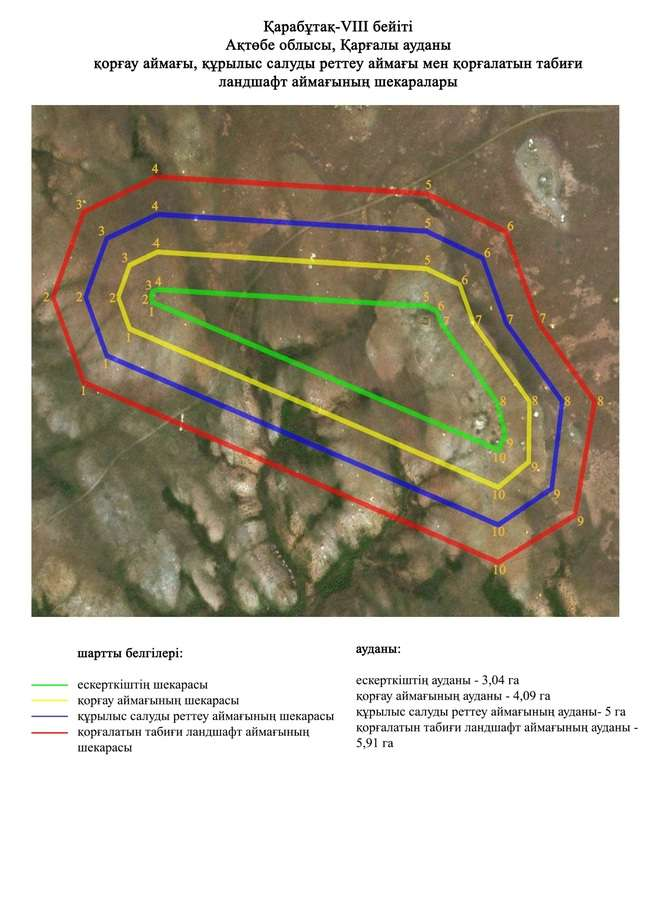 Қарабұтақ-VIII бейіті
Ақтөбе облысы, Қарғалы ауданы
қорғау аймағы, құрылыс салуды реттеу аймағы мен қорғалатын табиғи
ландшафт аймағының шекаралары
4
3
5
4
6
3
5
4
6
3
5
2
2
2
3 4
2
1
5
6
7
7
7
7
1
1
1
8
8
8
8
9
10
9
10
9
10
9
10
шартты белгілері:
ескерткіштің шекарасы
қорғау аймағының шекарасы
құрылыс салуды реттеу аймағының шекарасы
қорғалатын табиғи ландшафт аймағының
шекарасы
ауданы:
ескерткіштің ауданы - 3,04 га
қорғау аймағының ауданы - 4,09 га
құрылыс салуды реттеу аймағының ауданы- 5 га
қорғалатын табиғи ландшафт аймағының ауданы -
5,91 га